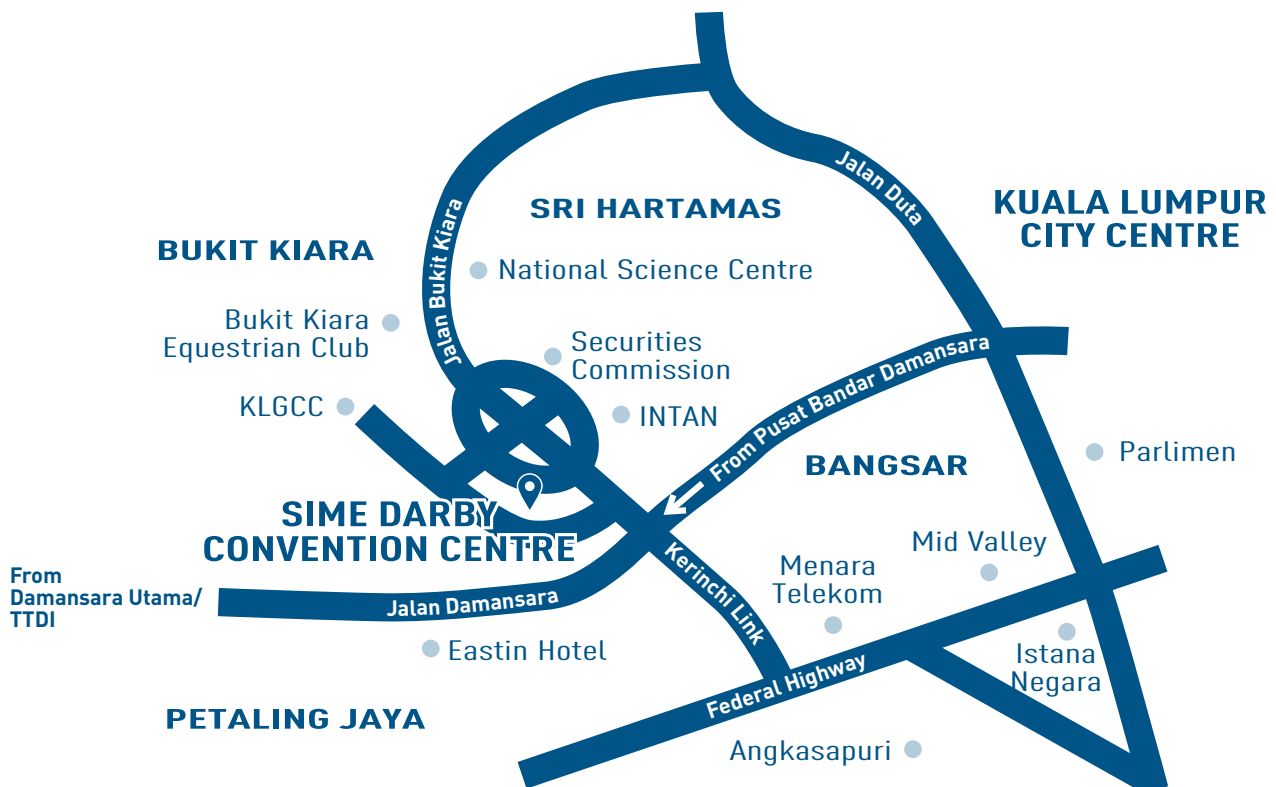 Jalan Duta
SRI HARTAMAS
KUALA LUMPUR
CITY CENTRE
BUKIT KIARA
Jalan Bukit Kiara
National Science Centre
Bukit Kiara
Equestrian Club
Securities
Commission
KLGCC
INTAN
From Pusat Bandar Damansara
BANGSAR
Parlimen
SIME DARBY
CONVENTION CENTRE
Mid Valley
Menara
Telekom
Kerinchi Link
From
Damansara Utama/
TTDI
Jalan Damansara
Eastin Hotel
Istana
Negara
Federal Highway
PETALING JAYA
Angkasapuri